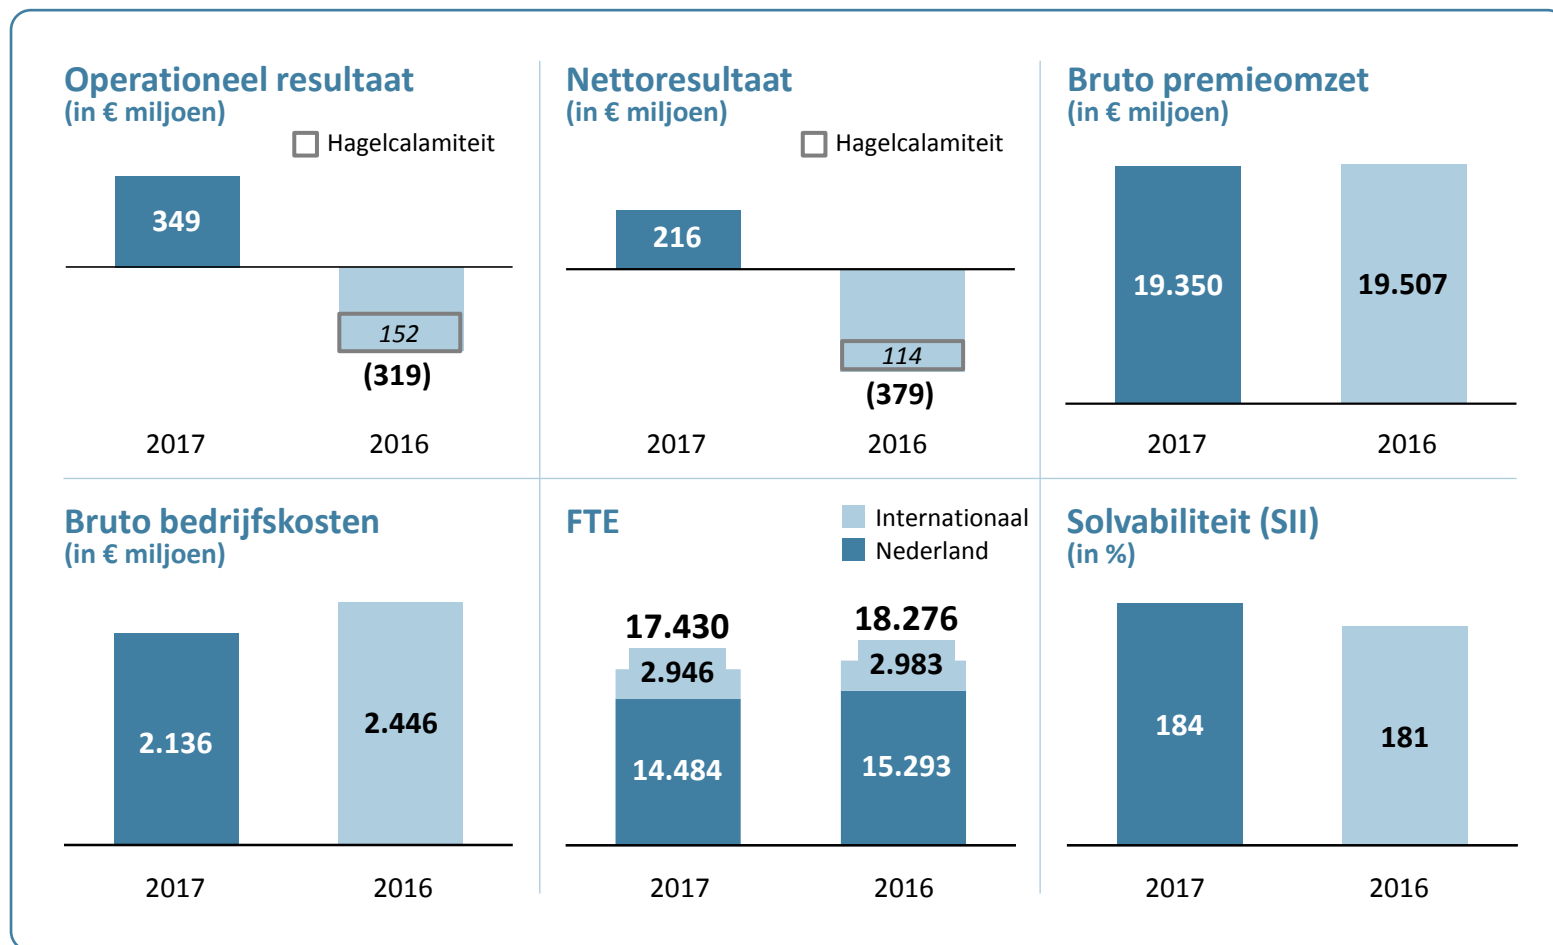 Operationeel resultaat
(in € miljoen)
Hagelcalamiteit
349
152
(319)
2017 2016
Nettoresultaat
(in € miljoen)
Hagelcalamiteit
216
114
(379)
2017 2016
Bruto premieomzet
(in € miljoen)
19.350 19.507
2017 2016
Bruto bedrijfskosten
(in € miljoen)
2.136 2.446
2017 2016
FTE
Internationaal
Nederland
17.430 18.276
2.946 2.983
14.484 15.293
2017 2016
Solvabiliteit (SII)
(in %)
184 181
2017 2016